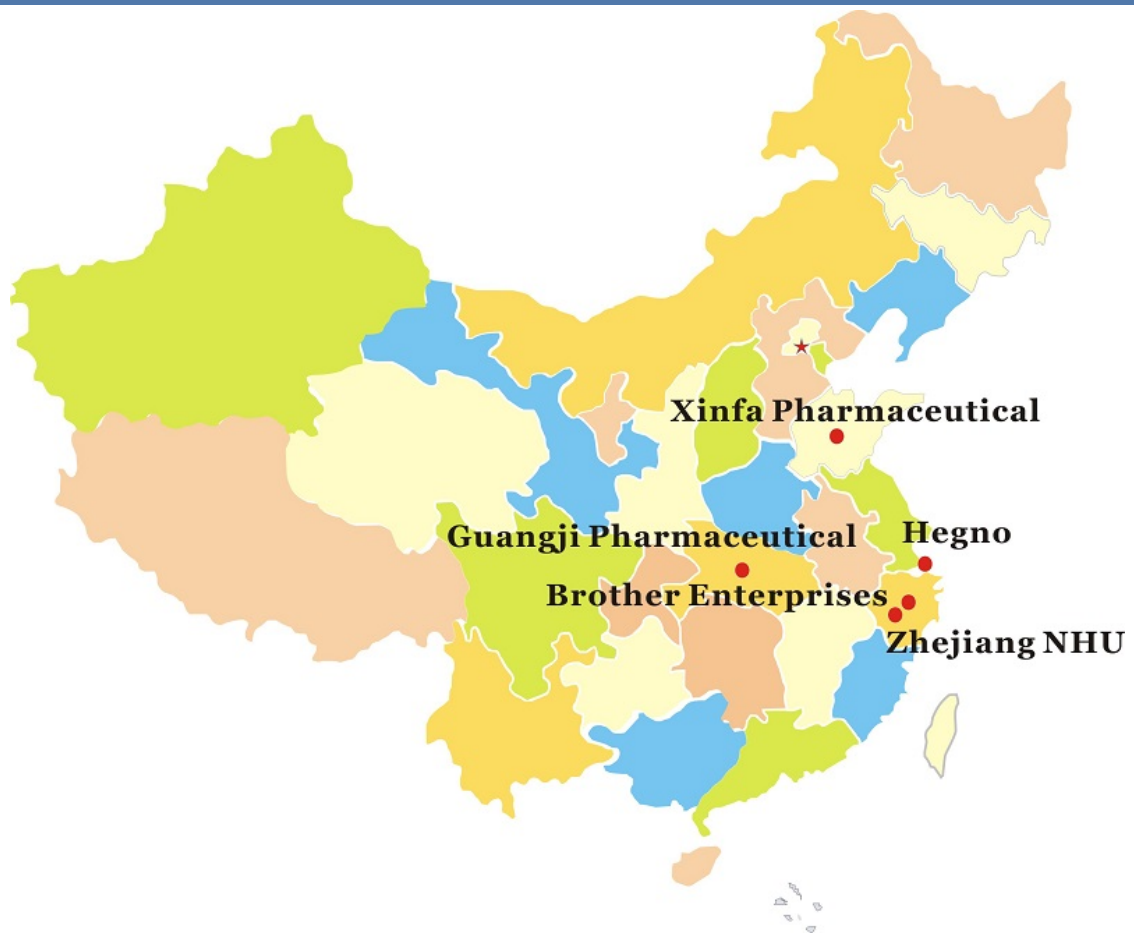 Xinfa Pharmaceutical
Hegno
Guangji Pharmaceutical
Brother Enterprises
Zhejiang NHU